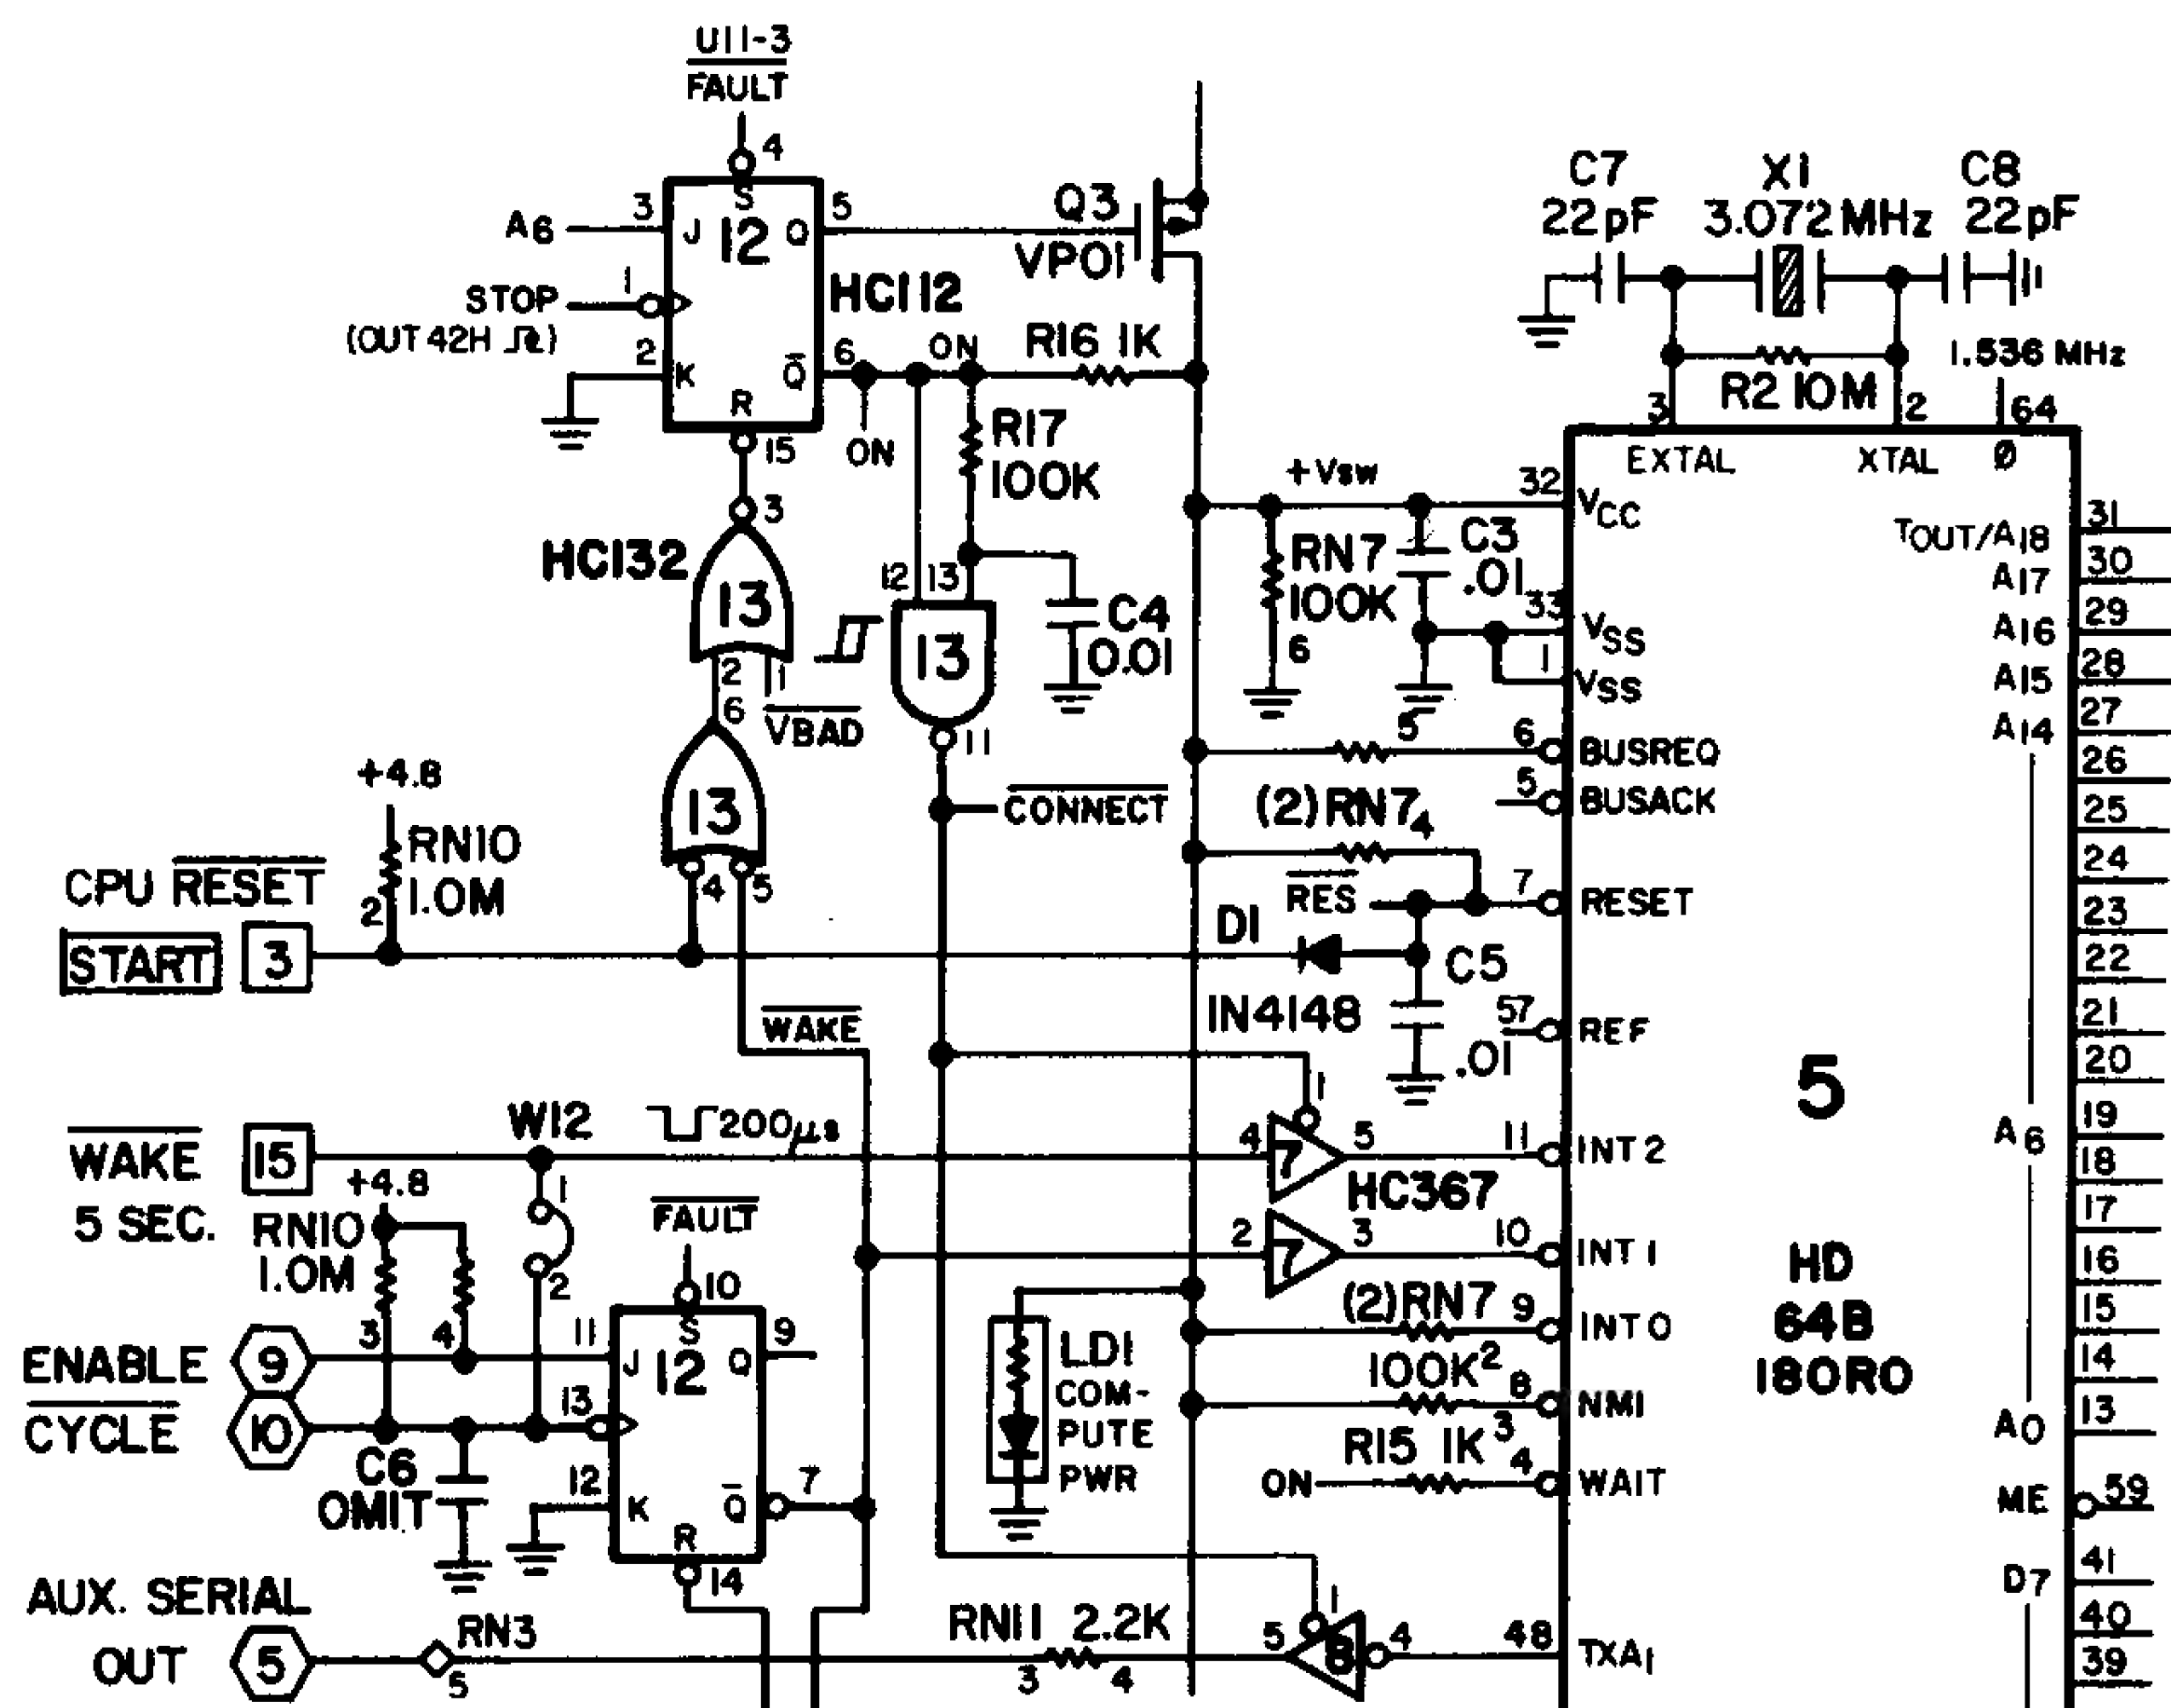 U11-3
FAULT
4
S
A6 3 J 12 Q 5
STOP 1
(OUT 42H)
2 K Q 6
R
15
HC112
ON
ON
Q3
VP01
R16 1K
R17
100K
C7
22pF
X1
3.072 MHz
C8
22pF
R2 10M
1.536 MHz
3 2 64
EXTAL XTAL Ø
+Vsw 32 VCC
HC132
3
13
2 1
VBAD
6
13
4 5
12 13
13
11
C4
0.01
RN7
100K
6
C3
.01
33 VSS
1 VSS
5 6 BUSREQ
5 BUSACK
CONNECT
(2)RN7 4
RES 7 RESET
+4.8
RN10
1.0M
2
CPU RESET
START 3
D1
1N4148
C5
.01
57 REF
WAKE
WAKE 15
5 SEC.
W12
1
2
200µs
1
4 7 5 11 INT2
HC367
2 7 3 10 INT1
+4.8
RN10
1.0M
3 4
FAULT
10
ENABLE 9
11 J S 12 Q 9
CYCLE 10
13
C6
OMIT
12 K Q 7
R
14
(2)RN7 9 INT0
100K 2
8 NMI
3
R15 1K 3
ON 4 WAIT
LD1
COM-
PUTE
PWR
AUX. SERIAL
OUT 5
RN3
5
RN11 2.2K
3 4
1
5 8 4 48 TXA1
5
HD
64B
180R0
TOUT/A18 31
A17 30
A16 29
A15 28
A14 27
26
25
24
23
22
21
20
A6 19
18
17
16
15
14
A0 13
ME 59
D7 41
40
39